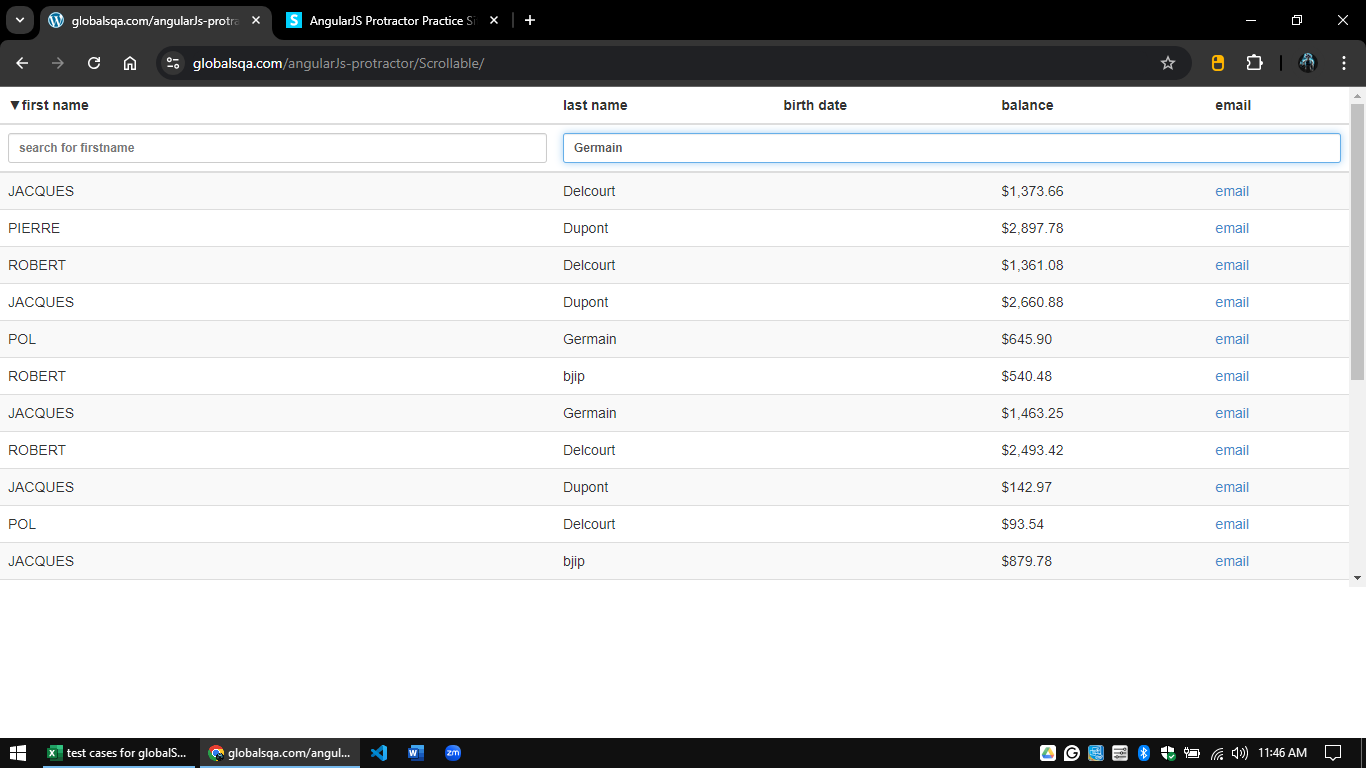 globalsqa.com/angularJs-protra
AngularJS Protractor Practice Si
globalsqa.com/angularJs-protractor/Scrollable/
▼first name last name birth date balance email
search for firstname Germain
JACQUES Delcourt $1,373.66 email
PIERRE Dupont $2,897.78 email
ROBERT Delcourt $1,361.08 email
JACQUES Dupont $2,660.88 email
POL Germain $645.90 email
ROBERT bjip $540.48 email
JACQUES Germain $1,463.25 email
ROBERT Delcourt $2,493.42 email
JACQUES Dupont $142.97 email
POL Delcourt $93.54 email
JACQUES bjip $879.78 email
test cases for globalS... globalsqa.com/angul... zm 11:46 AM